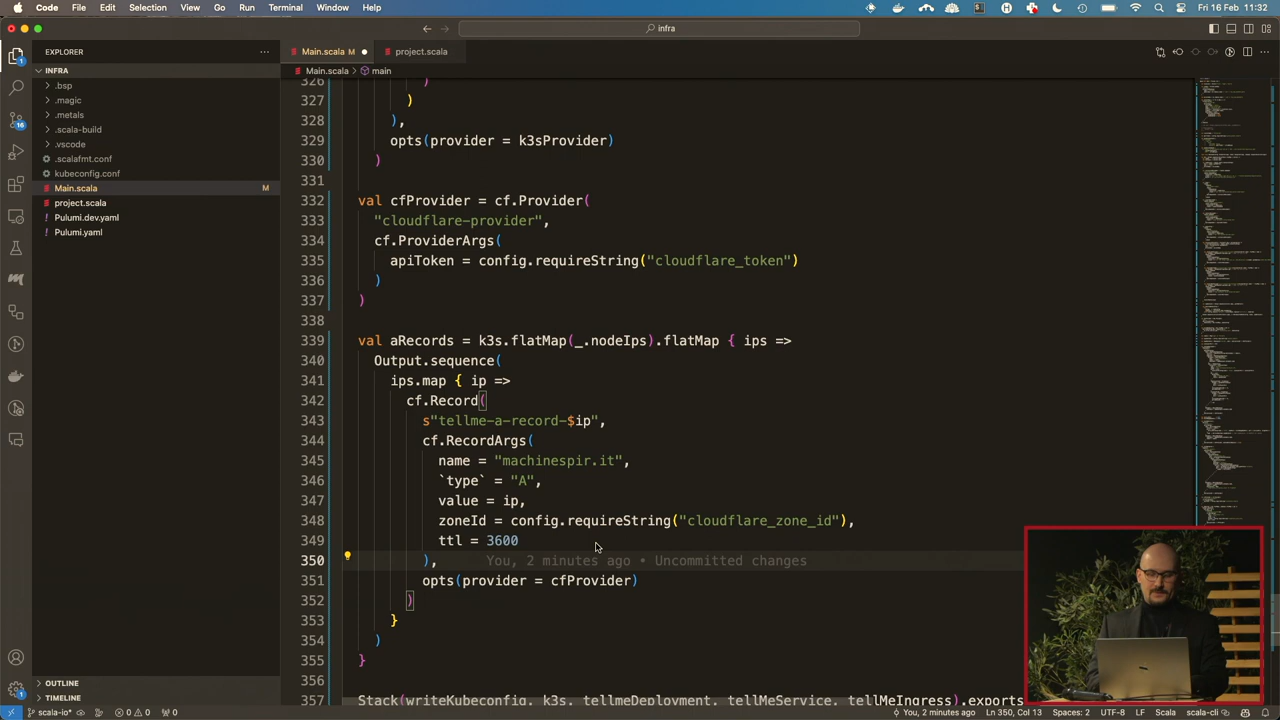 Code File Edit Selection View Go Run Terminal Window Help
Fri 16 Aug 11:32
infra
EXPLORER
Main.scala M
project.scala
INFRA
Main.scala main
.bsp
.magic
.metals
.scala-build
.vscode
.scalafmt.conf
kubeconfig.conf
Main.scala M
project.scala
Pulumi.dev.yaml
Pulumi.yaml
326 )
327 )
328 ),
329 opts(provider = k3sProvider)
330 )
331
332 val cfProvider = cf.Provider(
333 "cloudflare-provider",
334 cf.ProviderArgs(
335 apiToken = config.requireString("cloudflare_token")
336 )
337 )
338
339 val aRecords = k3s.flatMap(_.nodeIps).flatMap { ips =>
340 Output.sequence(
341 ips.map { ip =>
342 cf.Record(
343 s"tellme-a-record-$ip",
344 cf.RecordArgs(
345 name = "machinespir.it",
346 `type` = "A",
347 value = ip,
348 zoneId = config.requireString("cloudflare_zone_id"),
349 ttl = 3600
350 ), You, 2 minutes ago • Uncommitted changes
351 opts(provider = cfProvider)
352 )
353 }
354 )
355 }
357 Stack(writeKubeconfig, k3s, tellmeDeployment, tellMeService, tellMeIngress).exports
OUTLINE
TIMELINE
1
16
1
scala-io* 0 0 0 You, 2 minutes ago Ln 350, Col 13 Spaces: 2 UTF-8 LF Scala scala-cli